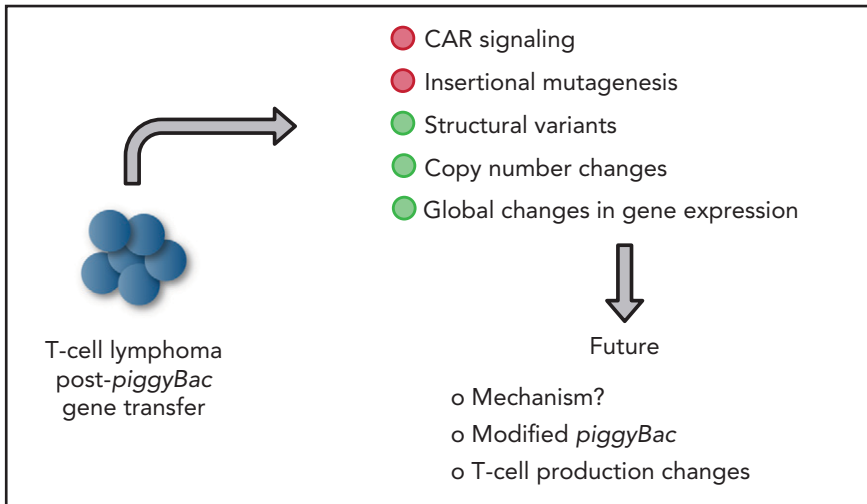 CAR signaling
Insertional mutagenesis
Structural variants
Copy number changes
Global changes in gene expression
T-cell lymphoma
post-piggyBac
gene transfer
Future
o Mechanism?
o Modified piggyBac
o T-cell production changes